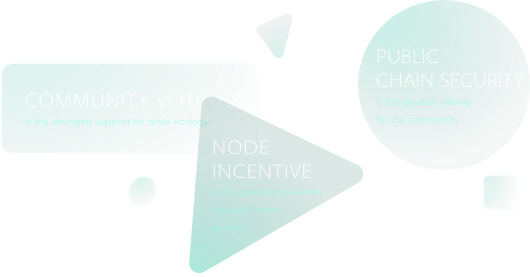 COMMUNITY VOTING
is the strongest support for node ecology
PUBLIC
CHAIN SECURITY
is the greatest liability
for the community
NODE
INCENTIVE